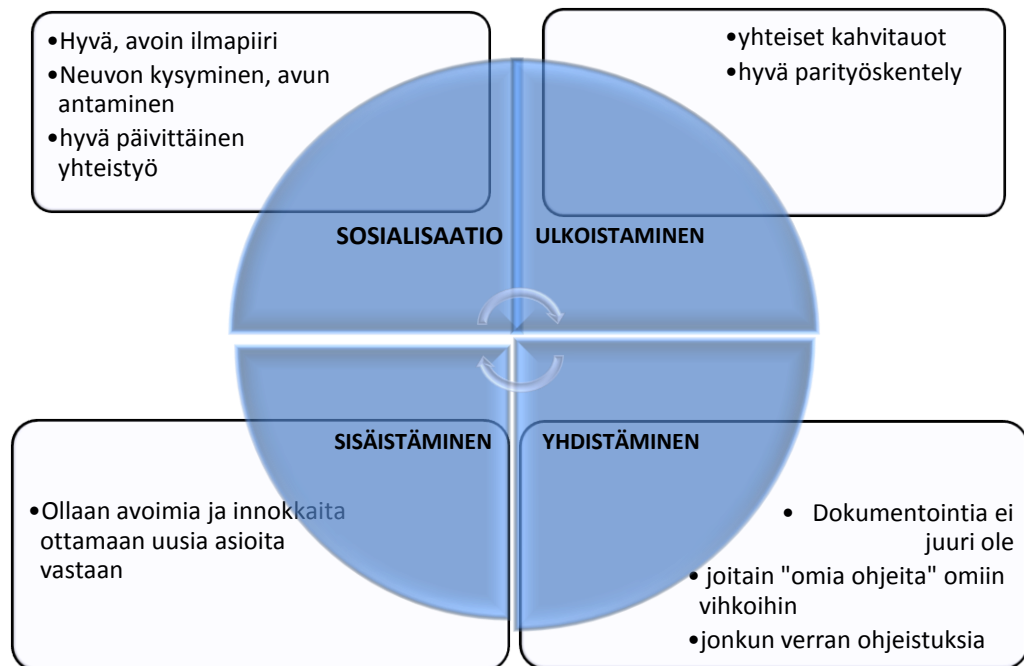 •Hyvä, avoin ilmapiiri
•Neuvon kysyminen, avun
antaminen
•hyvä päivittäinen
yhteistyö
•yhteiset kahvitauot
•hyvä parityöskentely
SOSIALISAATIO
ULKOISTAMINEN
SISÄISTÄMINEN
YHDISTÄMINEN
•Ollaan avoimia ja innokkaita
ottamaan uusia asioita
vastaan
• Dokumentointia ei
juuri ole
• joitain "omia ohjeita" omiin
vihkoihin
•jonkun verran ohjeistuksia